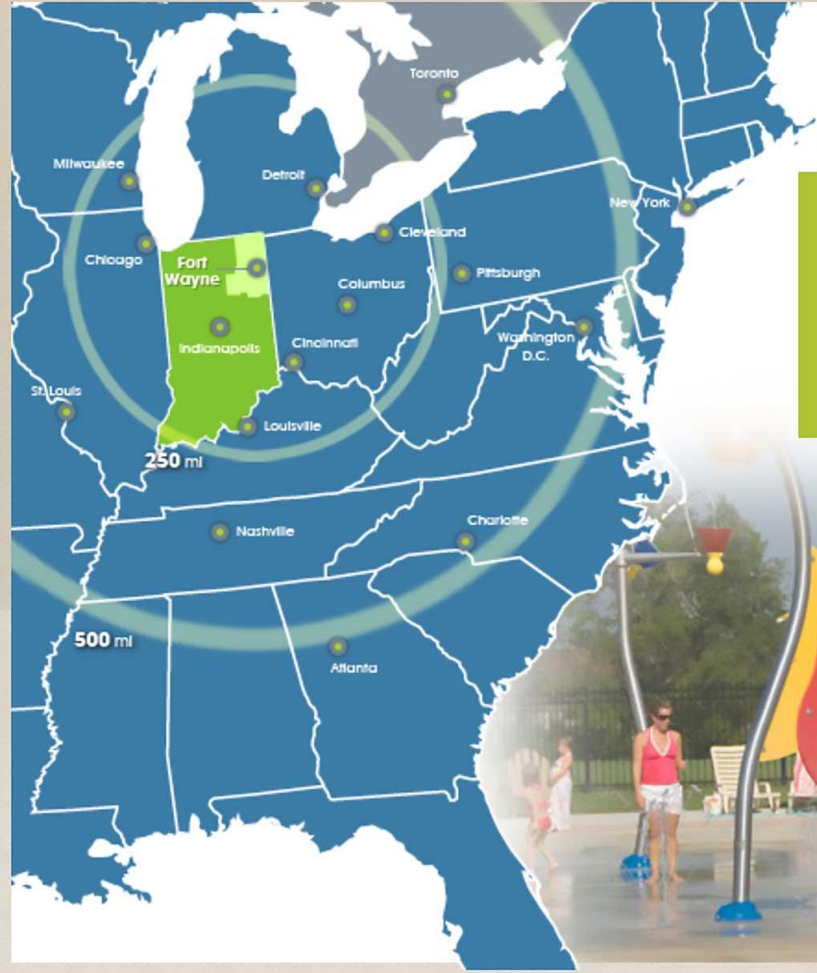 Toronto
Milwaukee
Detroit
New York
Cleveland
Chicago
Fort
Wayne
Pittsburgh
Columbus
Washington
D.C.
Indianapolis
Cincinnati
St. Louis
Louisville
250 mi
Nashville
Charlotte
500 mi
Atlanta